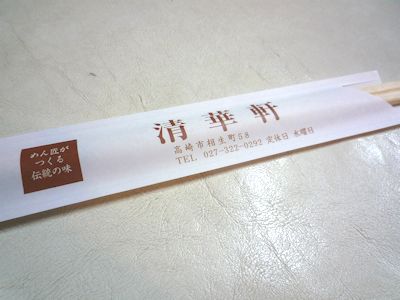 めん匠が
つくる
伝統の味
清華軒
高崎市相生町58
TEL 027-322-0292 定休日 水曜日